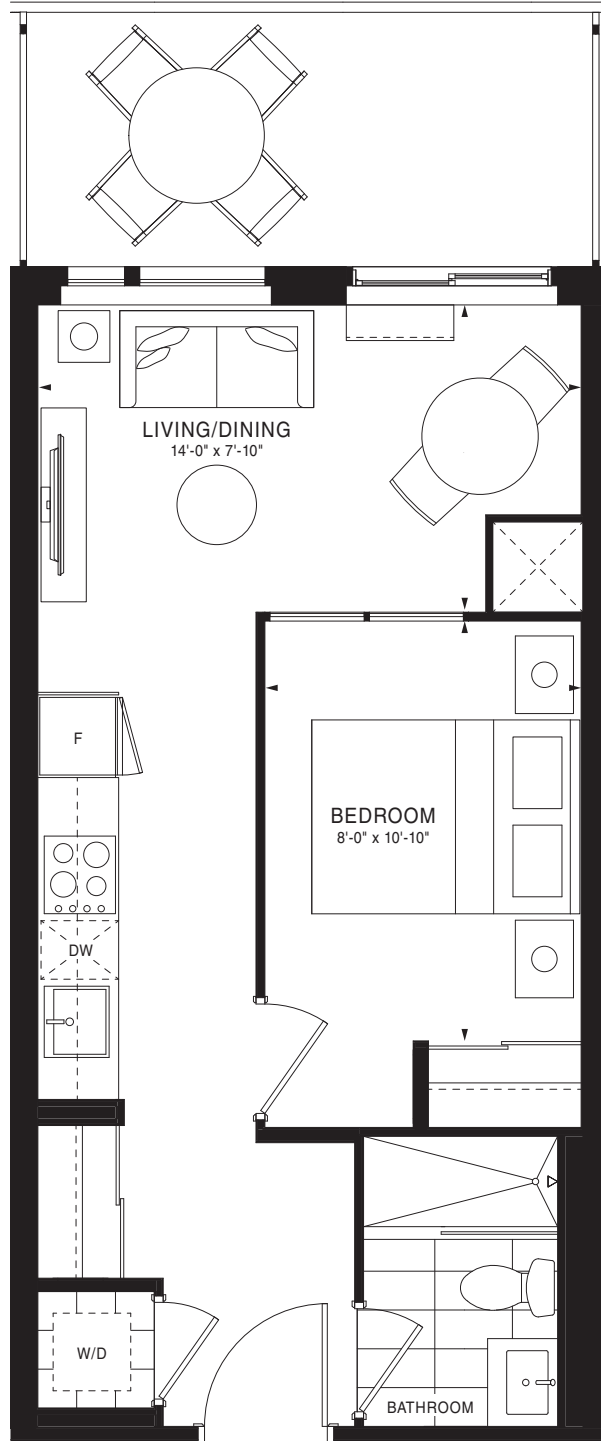 LIVING/DINING
14'-0" x 7'-10"
F
BEDROOM
8'-0" x 10'-10"
DW
W/D
BATHROOM